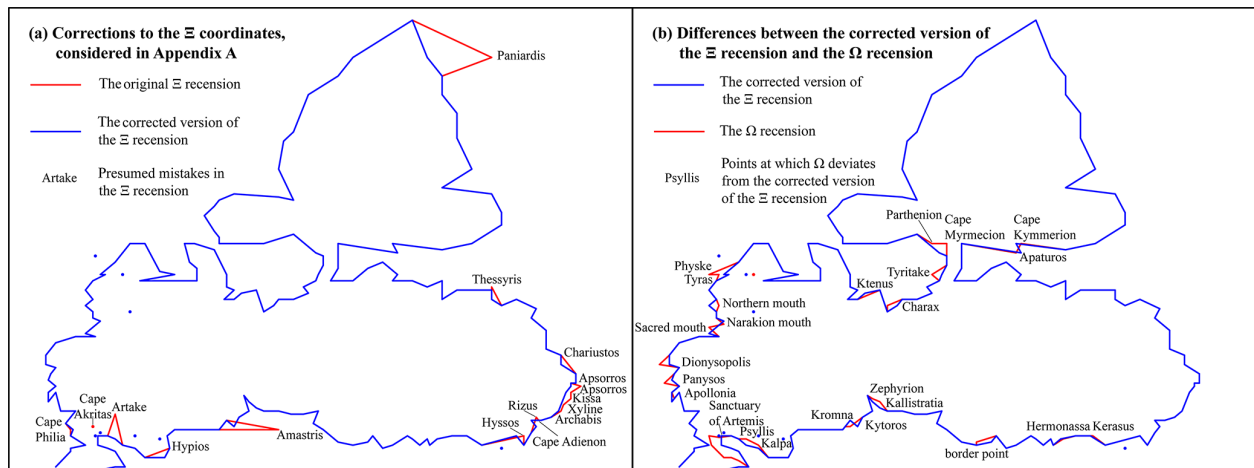 (a) Corrections to the Ξ coordinates,
considered in Appendix A
The original Ξ recension
The corrected version of
the Ξ recension
Artake
Presumed mistakes in
the Ξ recension
Paniardis
Thessyris
Chariustos
Apsorros
Apsorros
Kissa
Xyline
Archabis
Rizus
Hyssos
Cape Adienon
Amastris
Hypios
Artake
Cape
Akritas
Cape
Philia
(b) Differences between the corrected version of
the Ξ recension and the Ω recension
The corrected version of
the Ξ recension
The Ω recension
Psyllis
Points at which Ω deviates
from the corrected version
of the Ξ recension
Parthenion
Cape
Myrmecion
Cape
Kymmerion
Apaturos
Physke
Tyras
Tyritake
Ktenus
Charax
Northern mouth
Narakion mouth
Sacred mouth
Dionysopolis
Panysos
Apollonia
Sanctuary
of Artemis
Psyllis
Kalpa
Kromna
Kytoros
Zephyrion
Kallistratia
border point
Hermonassa
Kerasus